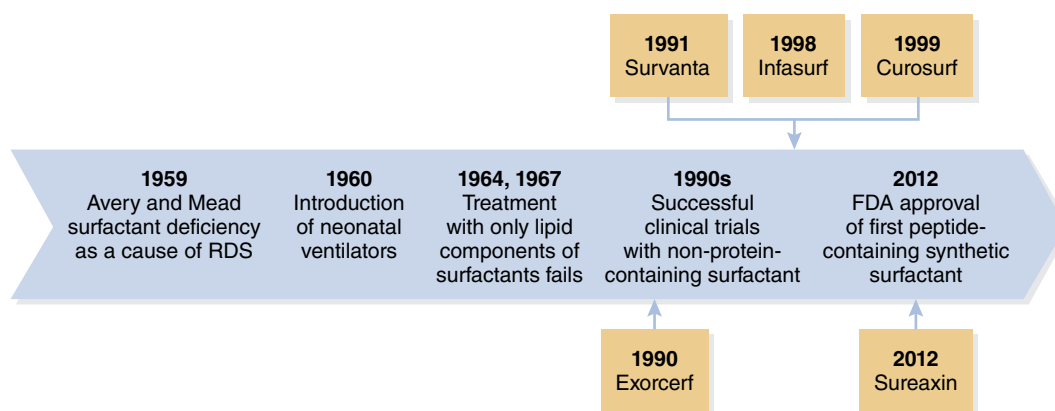 1991
Survanta
1998
Infasurf
1999
Curosurf
1959
Avery and Mead
surfactant deficiency
as a cause of RDS
1960
Introduction
of neonatal
ventilators
1964, 1967
Treatment
with only lipid
components of
surfactants fails
1990s
Successful
clinical trials
with non-protein-
containing surfactant
2012
FDA approval
of first peptide-
containing synthetic
surfactant
1990
Exorcerf
2012
Sureaxin